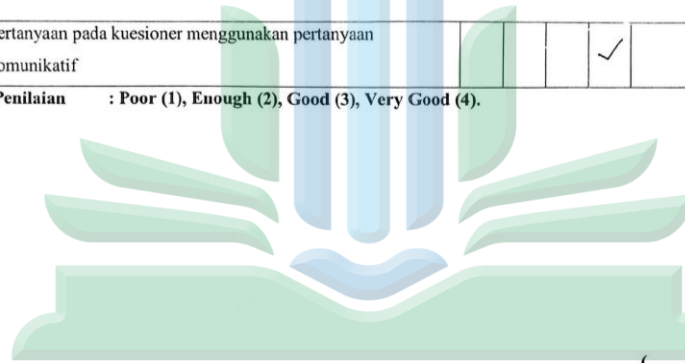 ertanyaan pada kuesioner menggunakan pertanyaan
omunikatif
Penilaian : Poor (1), Enough (2), Good (3), Very Good (4).